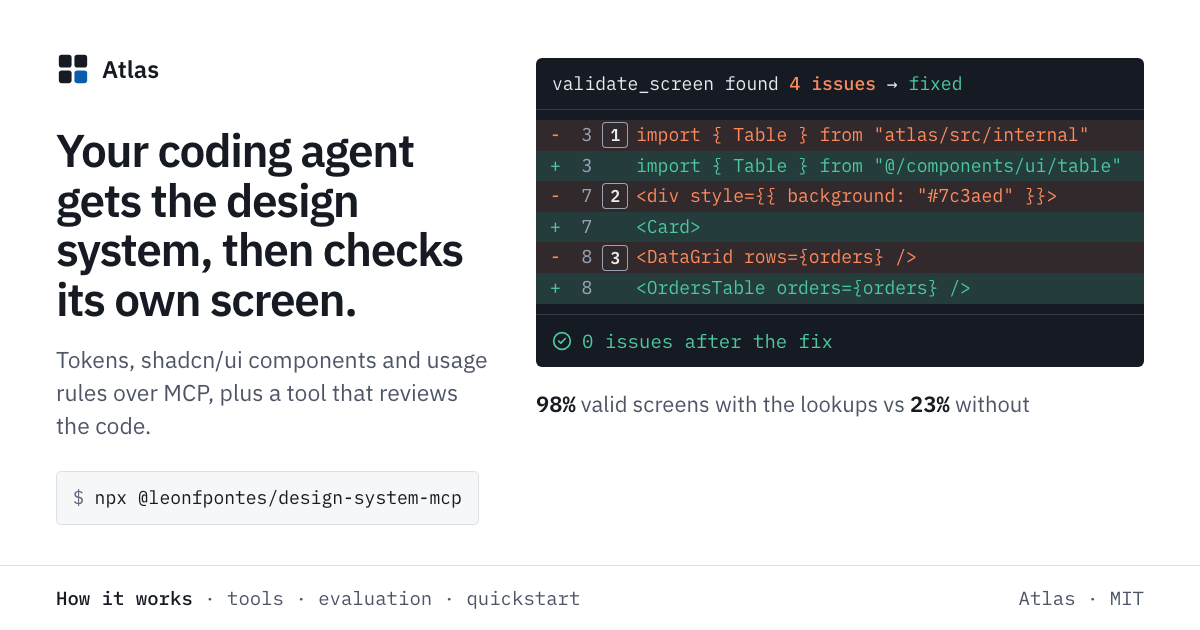 Atlas
Your coding agent
gets the design
system, then checks
its own screen.
Tokens, shadcn/ui components and usage
rules over MCP, plus a tool that reviews
the code.
$ npx @leonfpontes/design-system-mcp
validate_screen found 4 issues → fixed
- 3 1 import { Table } from "atlas/src/internal"
+ 3 import { Table } from "@/components/ui/table"
- 7 2 <div style={{ background: "#7c3aed" }}>
+ 7 <Card>
- 8 3 <DataGrid rows={orders} />
+ 8 <OrdersTable orders={orders} />
0 issues after the fix
98% valid screens with the lookups vs 23% without
How it works · tools · evaluation · quickstart
Atlas · MIT